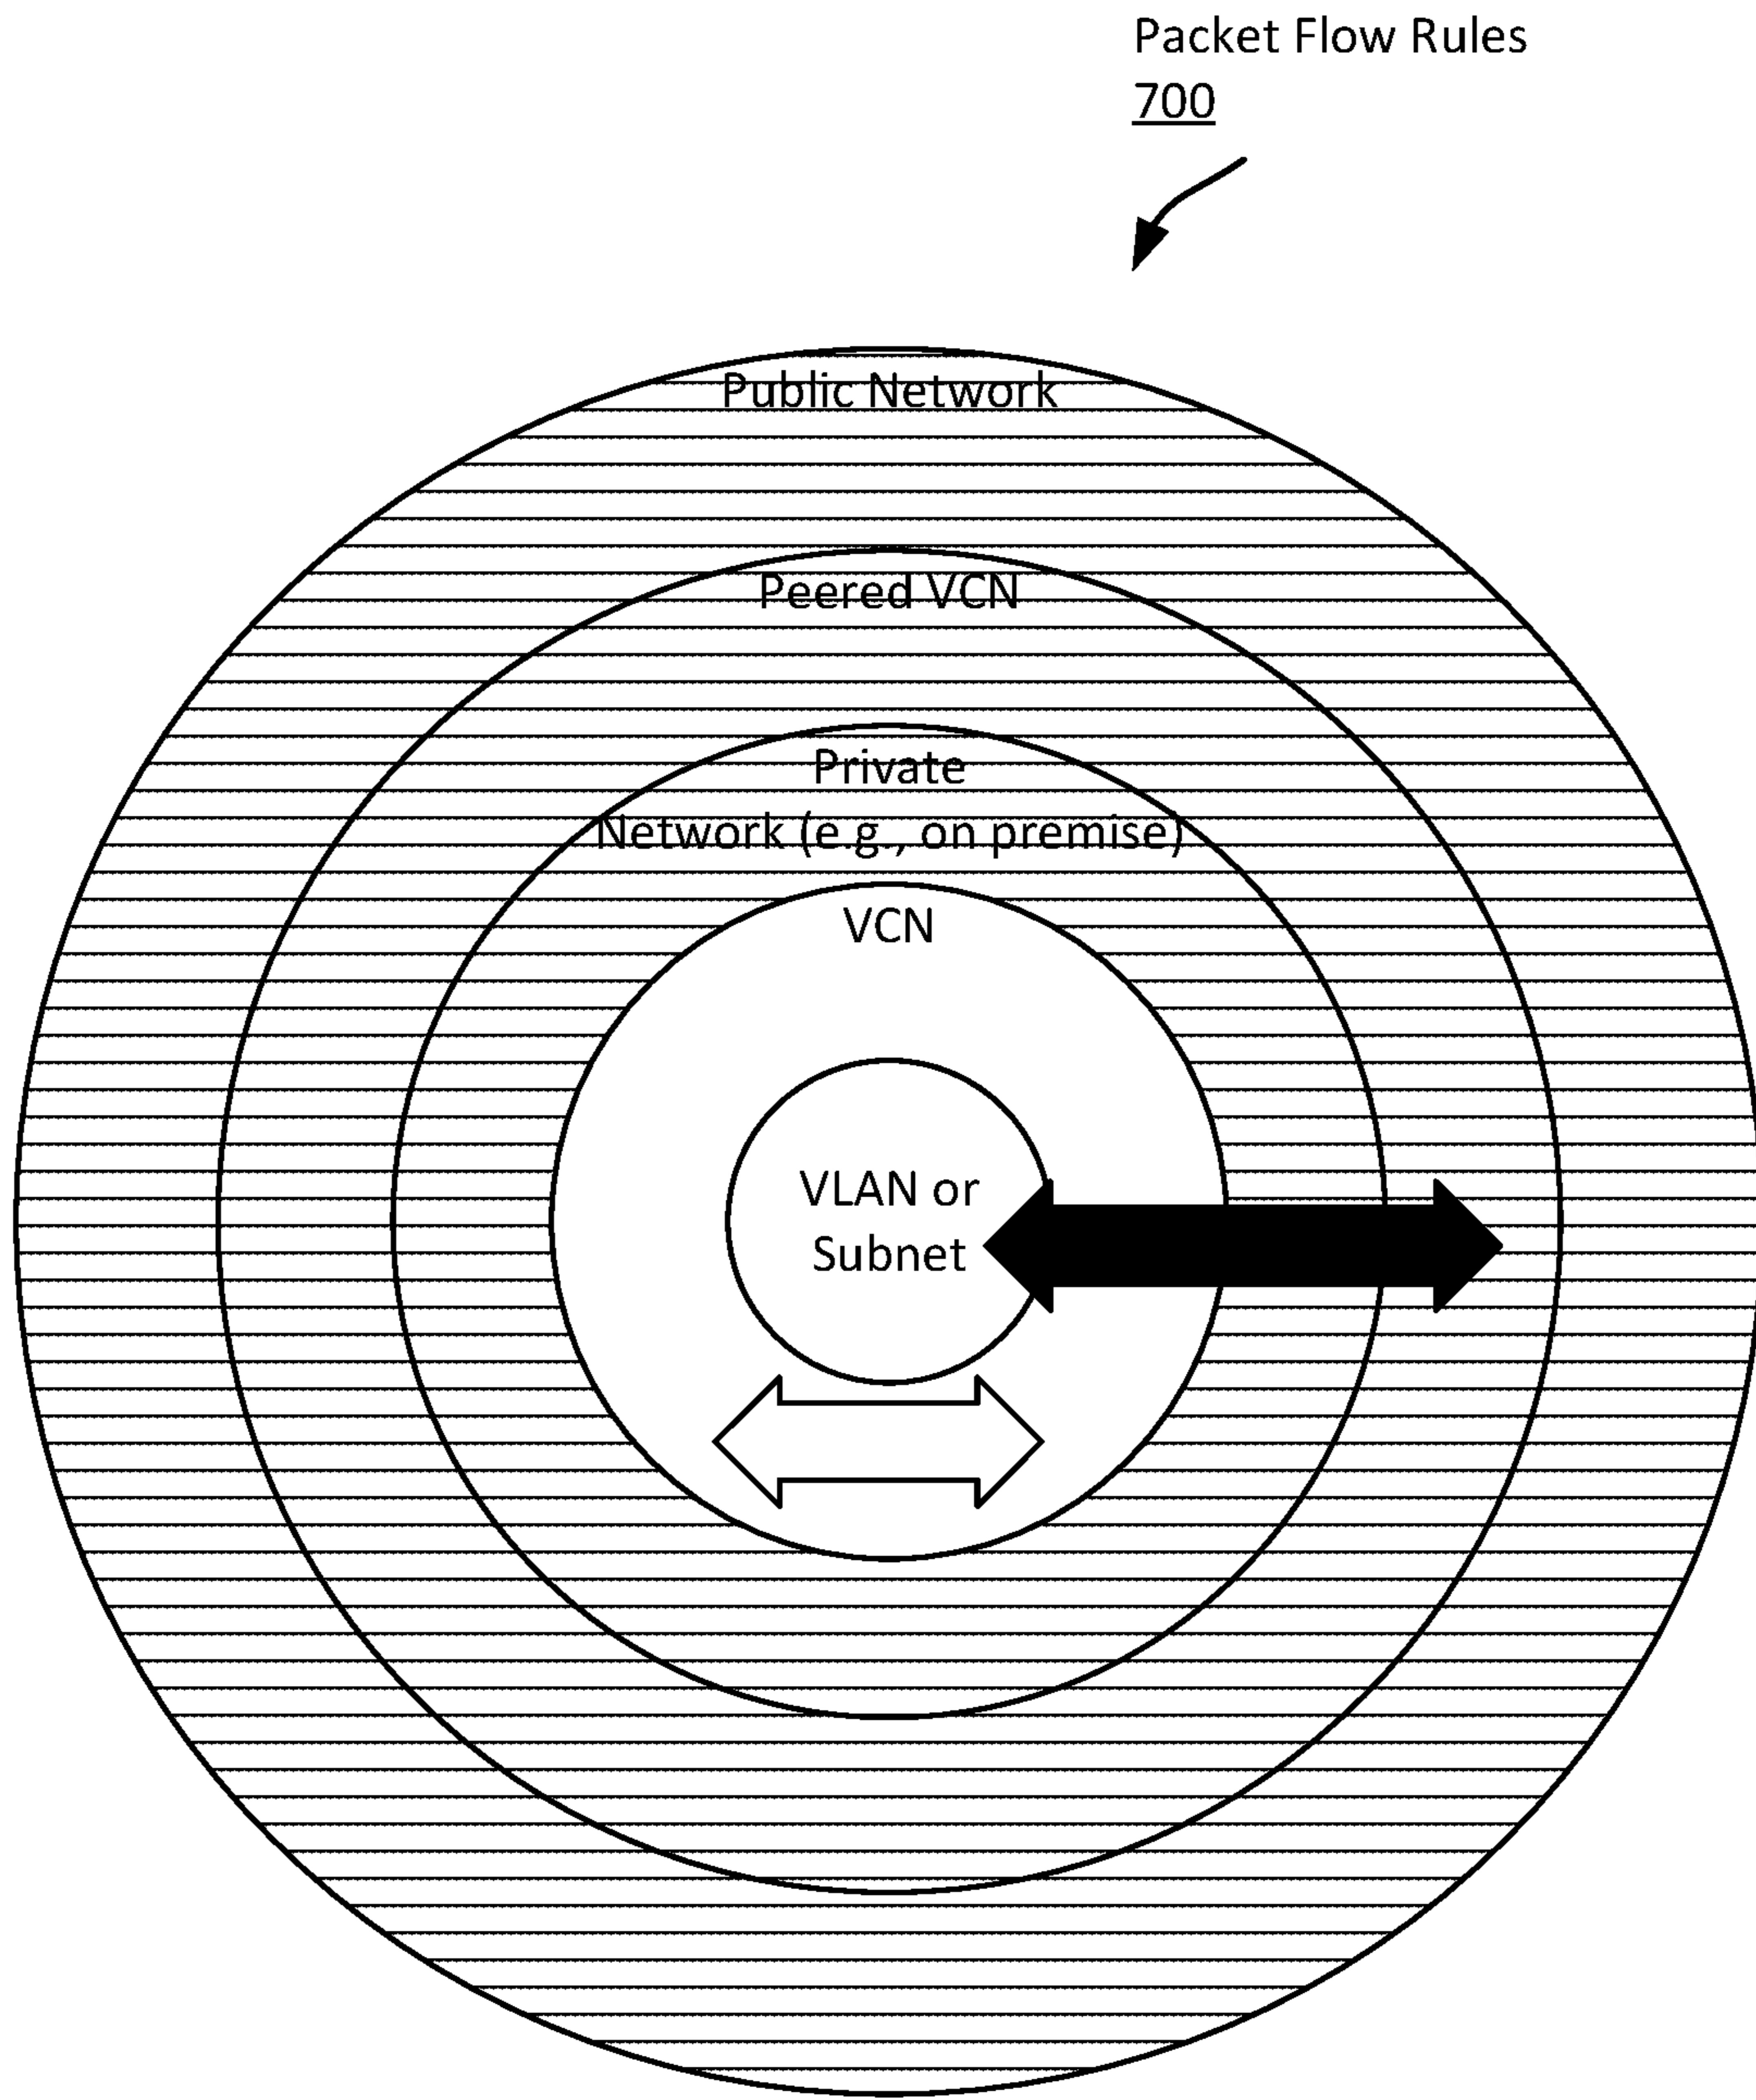 Packet Flow Rules
700
Public Network
Peered VCN
Private
Network (e.g., on premise)
VCN
VLAN or
Subnet